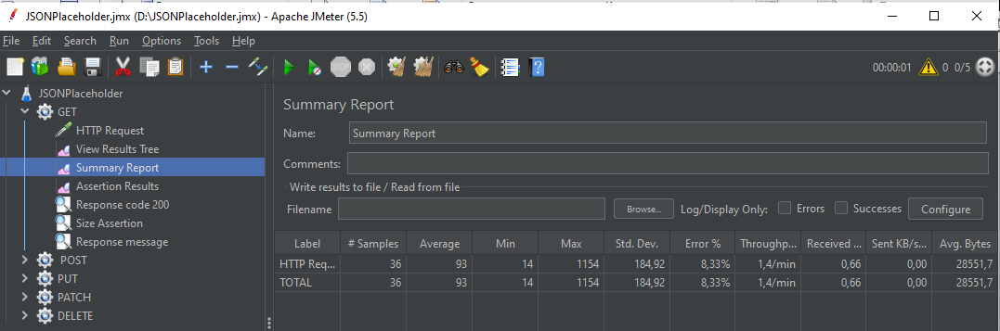 JSONPlaceholder.jmx (D:\JSONPlaceholder.jmx) - Apache JMeter (5.5)
File Edit Search Run Options Tools Help
STOP
00:00:01 0 0/5
JSONPlaceholder
GET
HTTP Request
View Results Tree
Summary Report
Assertion Results
Response code 200
Size Assertion
Response message
POST
PUT
PATCH
DELETE
Summary Report
Name: Summary Report
Comments:
Write results to file / Read from file
Filename Browse... Log/Display Only: Errors Successes Configure
Label # Samples Average Min Max Std. Dev. Error % Throughp... Received ... Sent KB/s... Avg. Bytes
HTTP Req... 36 93 14 1154 184,92 8,33% 1,4/min 0,66 0,00 28551,7
TOTAL 36 93 14 1154 184,92 8,33% 1,4/min 0,66 0,00 28551,7